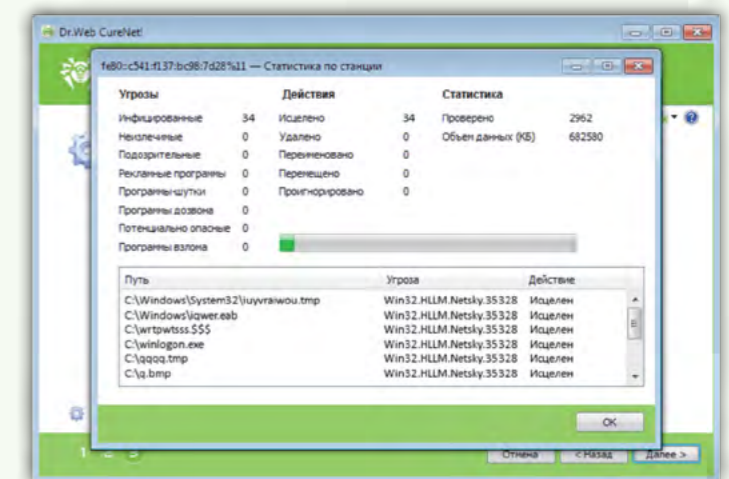 Dr.Web CureNet!
fe80::c541:f137:bc98:7d28%11 — Статистика по станции
Угрозы Действия Статистика
Инфицированные 34 Исцелено 34 Проверено 2962
Неизлечимые 0 Удалено 0 Объем данных (КБ) 682580
Подозрительные 0 Переименовано 0
Рекланные программы 0 Перемещено 0
Программы-шутки 0 Проигнорировано 0
Программы дозвона 0
Потенциально опасные 0
Программы взлома 0
Путь Угроза Действие
C:\Windows\System32\iuyvraiwou.tmp Win32.HLLM.Netsky.35328 Исцелен
C:\Windows\iqwer.eab Win32.HLLM.Netsky.35328 Исцелен
C:\wrtpwtsss.$$$ Win32.HLLM.Netsky.35328 Исцелен
C:\winlogon.exe Win32.HLLM.Netsky.35328 Исцелен
C:\qqqq.tmp Win32.HLLM.Netsky.35328 Исцелен
C:\q.bmp Win32.HLLM.Netsky.35328 Исцелен
OK
1 2 3 Отмена < Назад Далее >